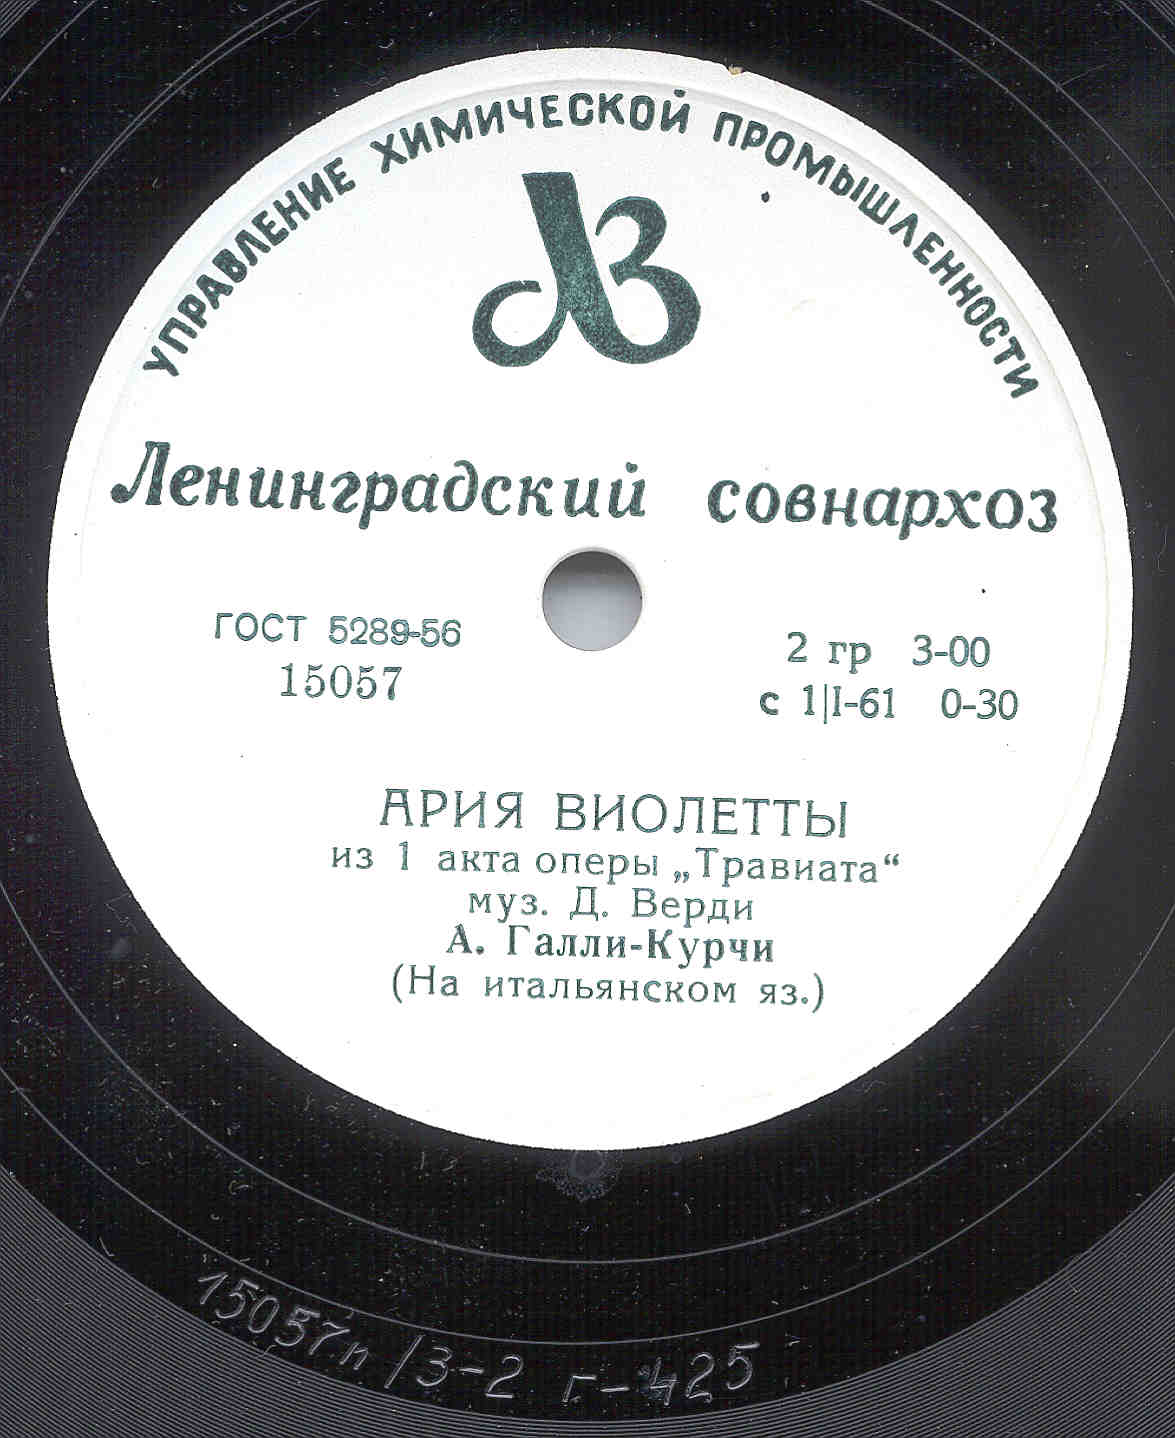 УПРАВЛЕНИЕ ХИМИЧЕСКОЙ ПРОМЫШЛЕННОСТИ
ЛЗ
Ленинградский совнархоз
ГОСТ 5289-56
15057
2 гр 3-00
с 1|I-61 0-30
АРИЯ ВИОЛЕТТЫ
из 1 акта оперы „Травиата“
муз. Д. Верди
А. Галли-Курчи
(На итальянском яз.)
15057п /3-2 г-425